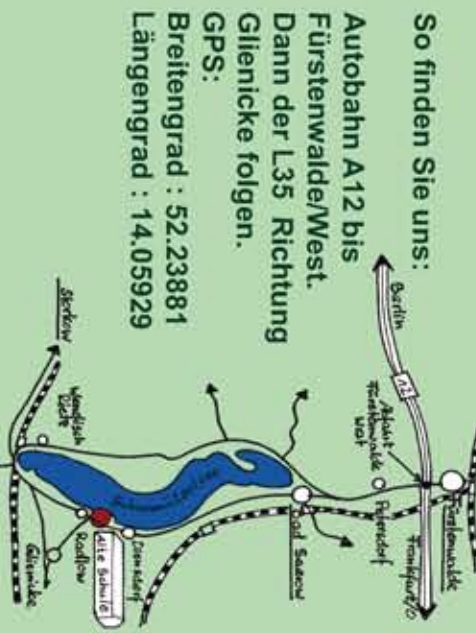 So finden Sie uns:
Autobahn A12 bis
Fürstenwalde/West.
Dann der L35 Richtung
Glienicke folgen.
GPS:
Breitengrad : 52.23881
Längengrad : 14.05929
Fürstenwalde
Berlin
12
Frankfurt/O
Abfahrt
Fürstenwalde
West
Petersdorf
Bad Saarow
Scharmützelsee
Diensdorf
Alte Schule
Radlow
Glienicke
Wendisch
Rietz
Storkow